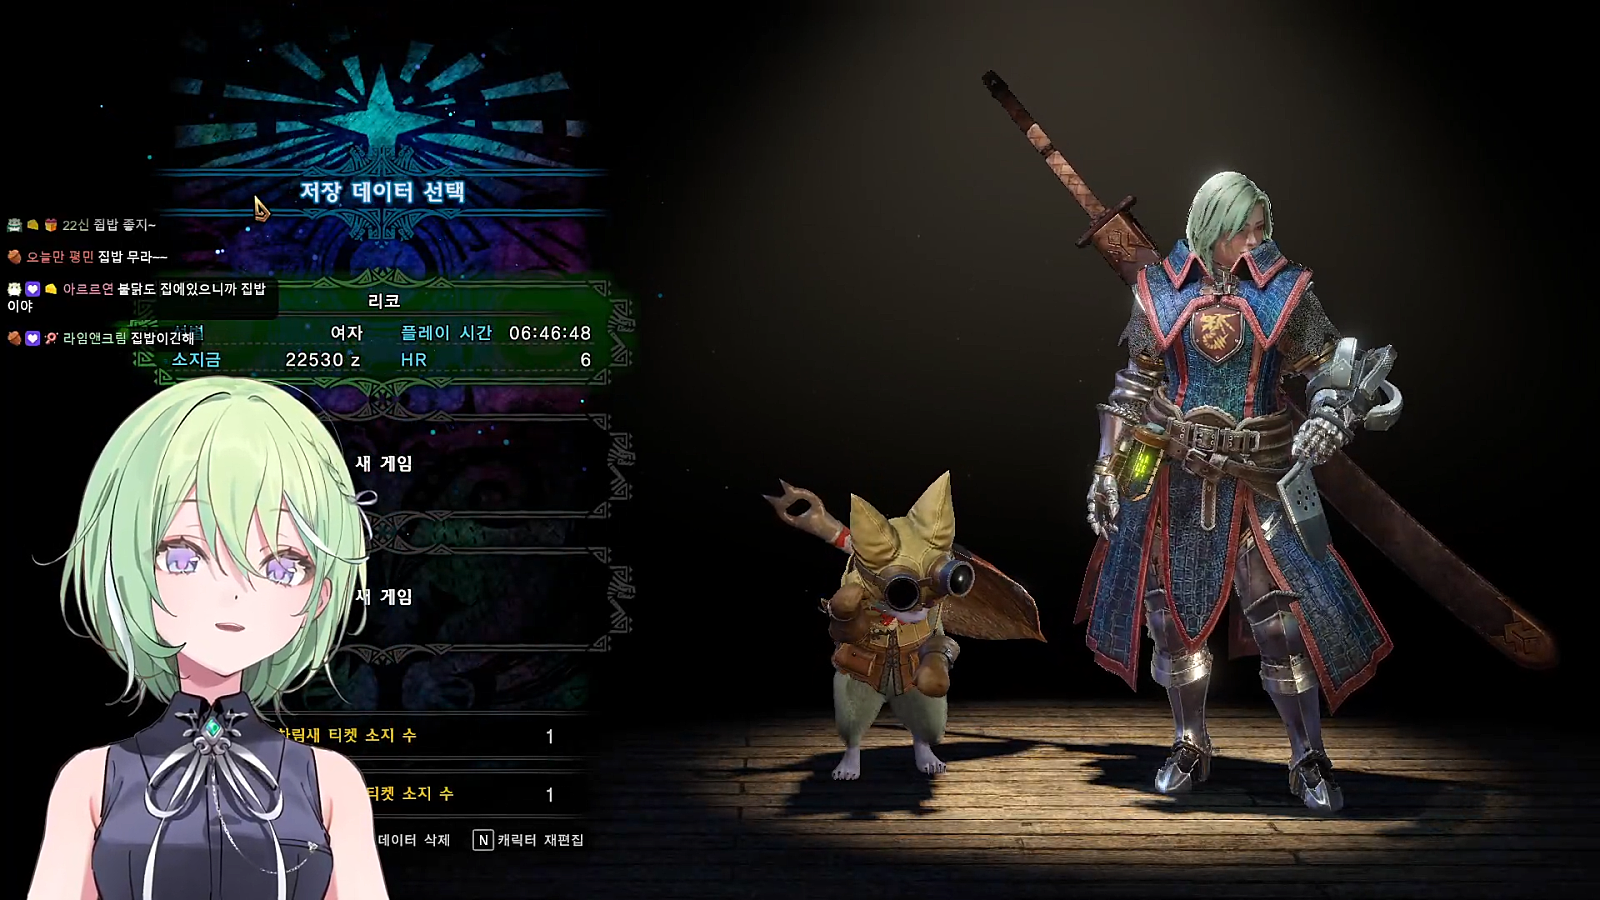 저장 데이터 선택
22신 집밥 좋지~
오늘만 평민 집밥 무라~~
아르르연 불닭도 집에있으니까 집밥
이야
라임앤크림 집밥이긴해
리코
여자 플레이 시간 06:46:48
소지금 22530 z HR 6
새 게임
새 게임
차림새 티켓 소지 수 1
티켓 소지 수 1
데이터 삭제 N 캐릭터 재편집